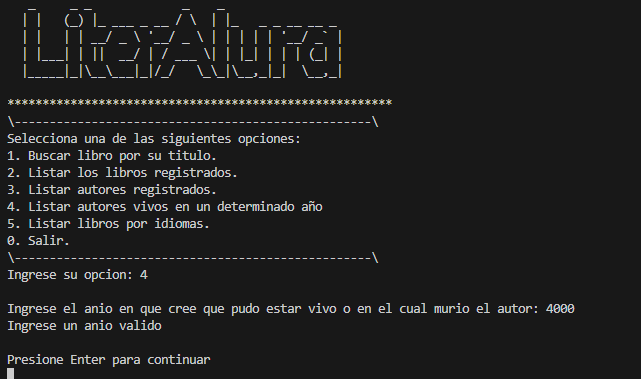 LiterAlura
*******************************************************
\---------------------------------------------------\
Selecciona una de las siguientes opciones:
1. Buscar libro por su titulo.
2. Listar los libros registrados.
3. Listar autores registrados.
4. Listar autores vivos en un determinado año
5. Listar libros por idiomas.
0. Salir.
\---------------------------------------------------\
Ingrese su opcion: 4
Ingrese el anio en que cree que pudo estar vivo o en el cual murio el autor: 4000
Ingrese un anio valido
Presione Enter para continuar